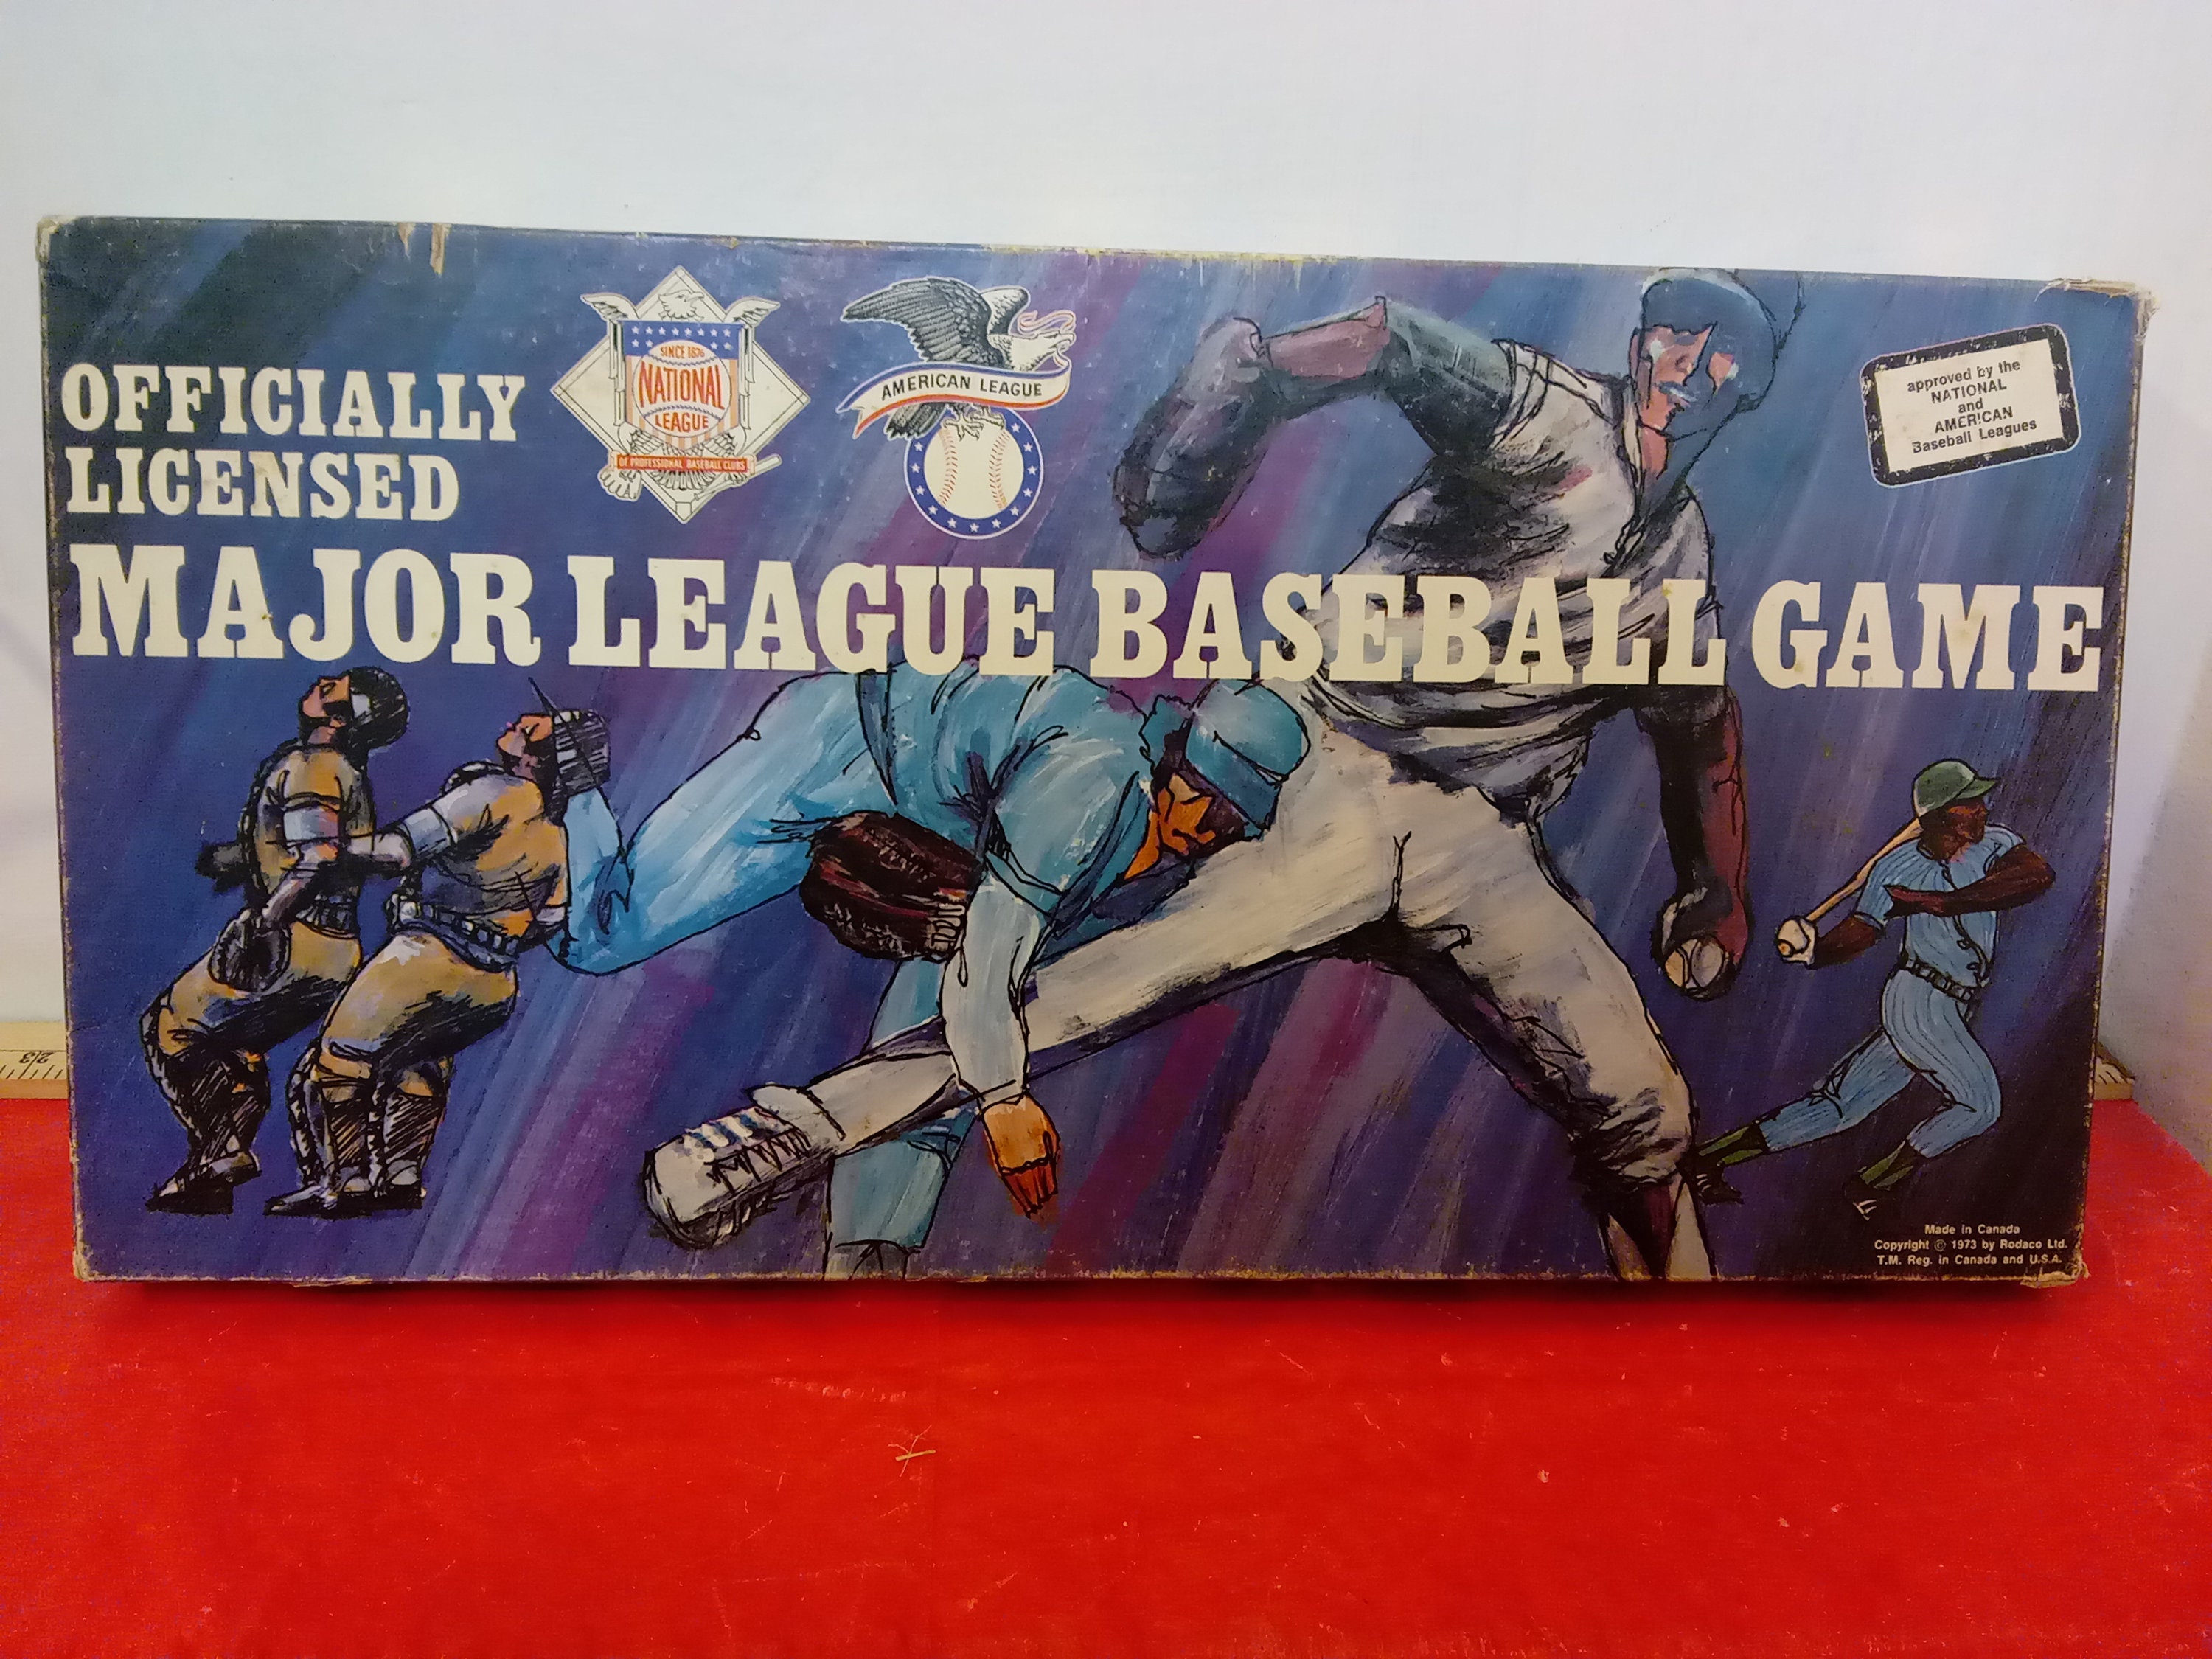 OFFICIALLY
LICENSED
SINCE 1876
NATIONAL
LEAGUE
OF PROFESSIONAL BASEBALL CLUBS
AMERICAN LEAGUE
approved by the
NATIONAL
and
AMERICAN
Baseball Leagues
MAJOR LEAGUE BASEBALL GAME
Made in Canada
Copyright © 1973 by Rodaco Ltd.
T.M. Reg. in Canada and U.S.A.